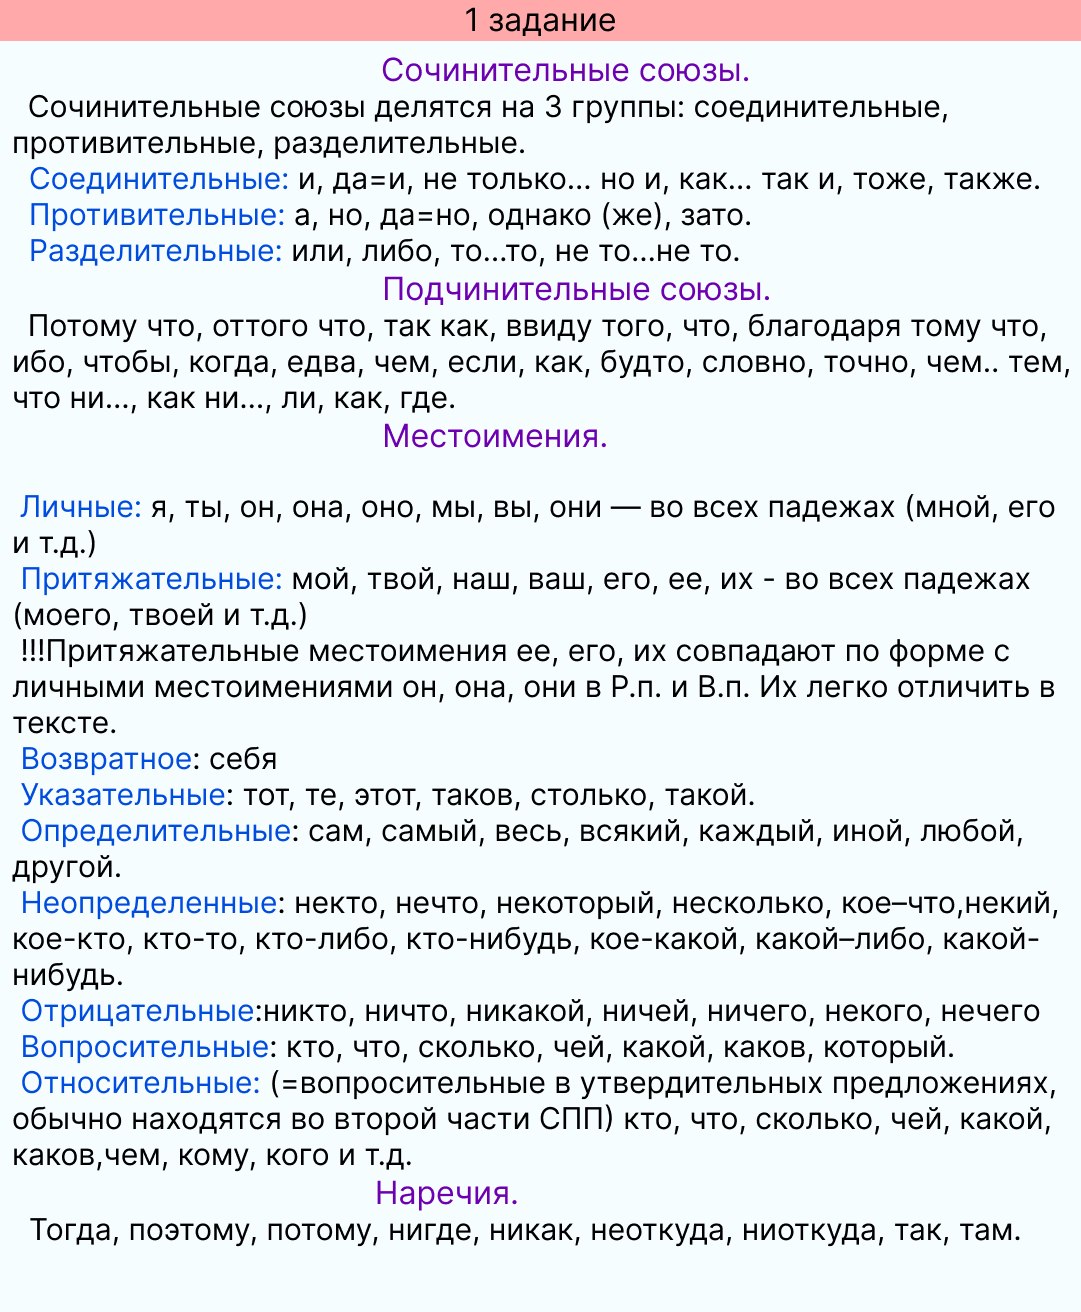 1 задание
Сочинительные союзы.
Сочинительные союзы делятся на 3 группы: соединительные,
противительные, разделительные.
Соединительные: и, да=и, не только... но и, как... так и, тоже, также.
Противительные: а, но, да=но, однако (же), зато.
Разделительные: или, либо, то...то, не то...не то.
Подчинительные союзы.
Потому что, оттого что, так как, ввиду того, что, благодаря тому что,
ибо, чтобы, когда, едва, чем, если, как, будто, словно, точно, чем.. тем,
что ни..., как ни..., ли, как, где.
Местоимения.
Личные: я, ты, он, она, оно, мы, вы, они — во всех падежах (мной, его
и т.д.)
Притяжательные: мой, твой, наш, ваш, его, ее, их - во всех падежах
(моего, твоей и т.д.)
!!!Притяжательные местоимения ее, его, их совпадают по форме с
личными местоимениями он, она, они в Р.п. и В.п. Их легко отличить в
тексте.
Возвратное: себя
Указательные: тот, те, этот, таков, столько, такой.
Определительные: сам, самый, весь, всякий, каждый, иной, любой,
другой.
Неопределенные: некто, нечто, некоторый, несколько, кое–что,некий,
кое-кто, кто-то, кто-либо, кто-нибудь, кое-какой, какой–либо, какой-
нибудь.
Отрицательные:никто, ничто, никакой, ничей, ничего, некого, нечего
Вопросительные: кто, что, сколько, чей, какой, каков, который.
Относительные: (=вопросительные в утвердительных предложениях,
обычно находятся во второй части СПП) кто, что, сколько, чей, какой,
каков,чем, кому, кого и т.д.
Наречия.
Тогда, поэтому, потому, нигде, никак, неоткуда, ниоткуда, так, там.